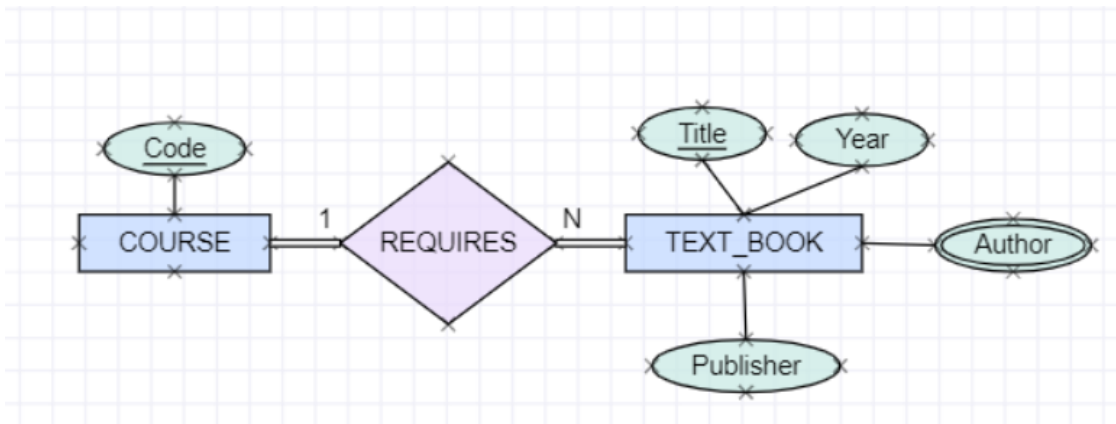 Code
Title
Year
COURSE
1
REQUIRES
N
TEXT_BOOK
Author
Publisher